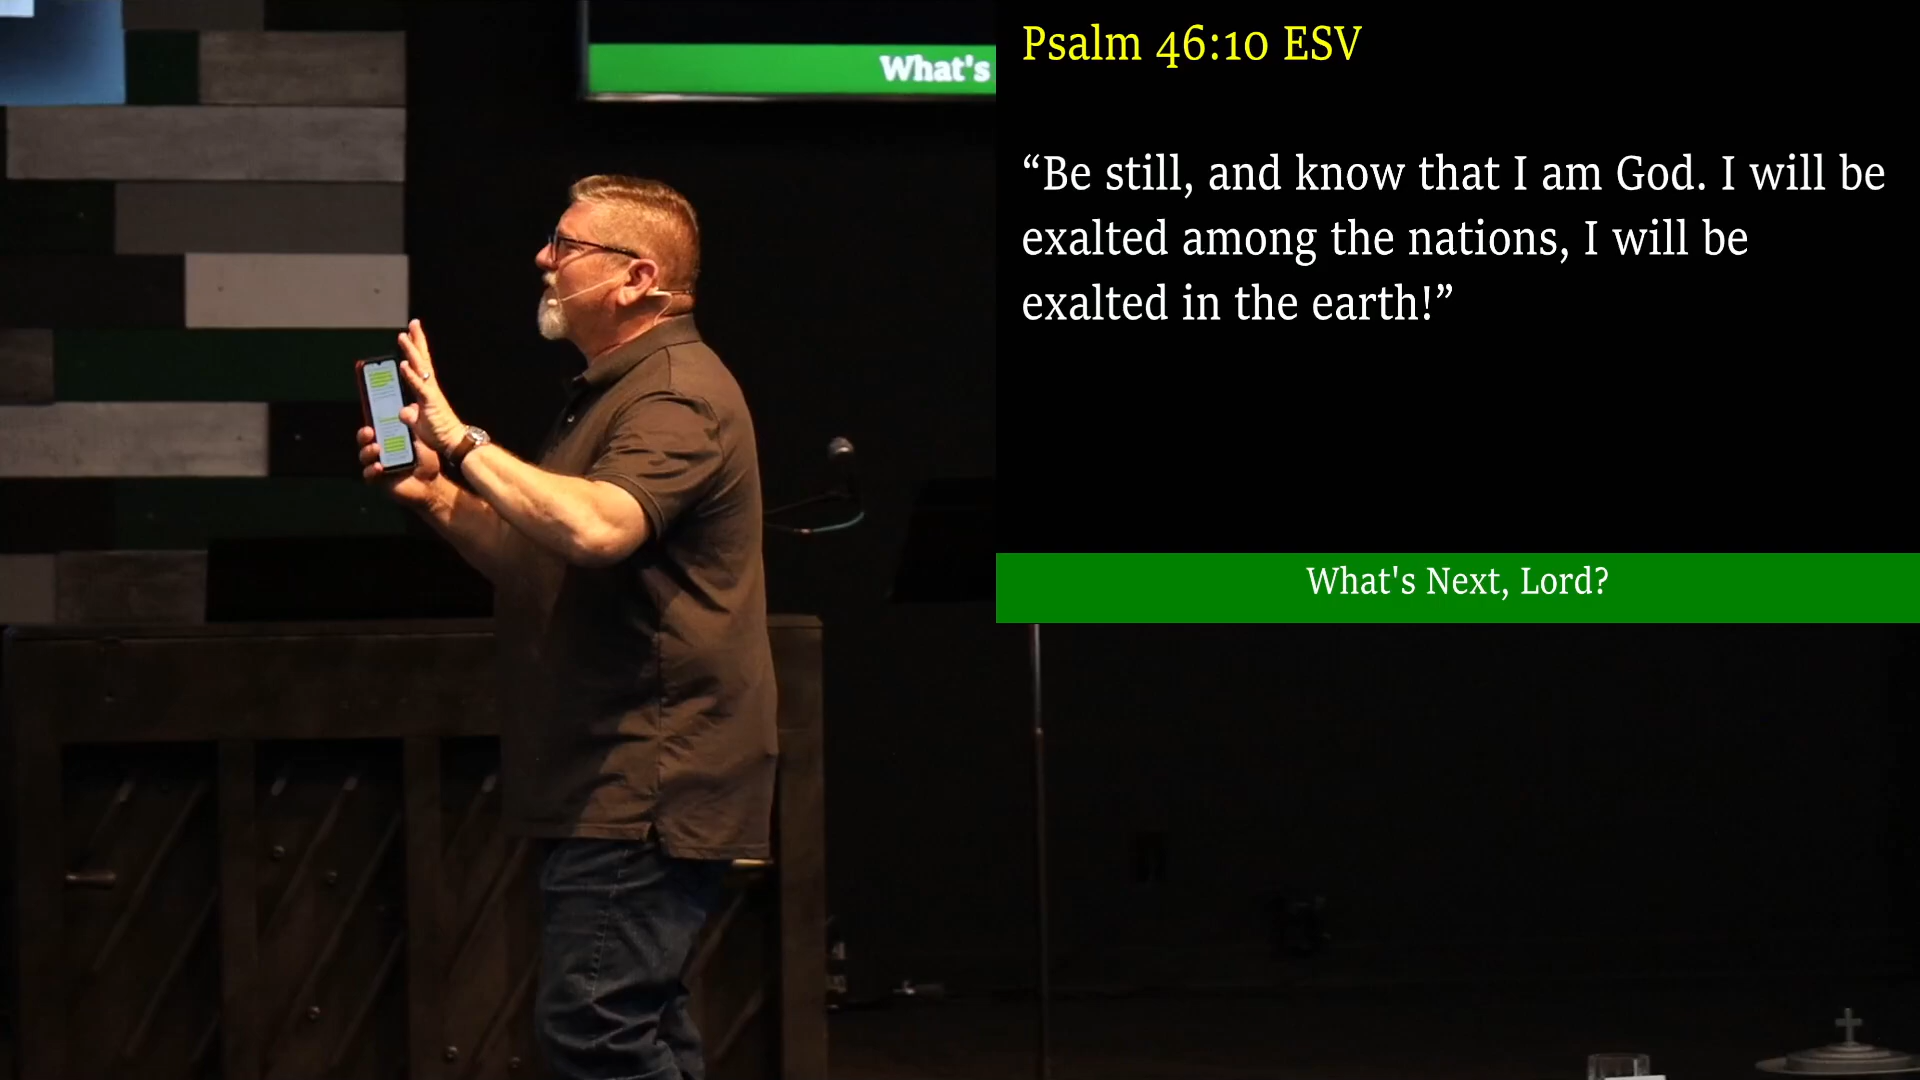 What's
Psalm 46:10 ESV
“Be still, and know that I am God. I will be
exalted among the nations, I will be
exalted in the earth!”
What's Next, Lord?